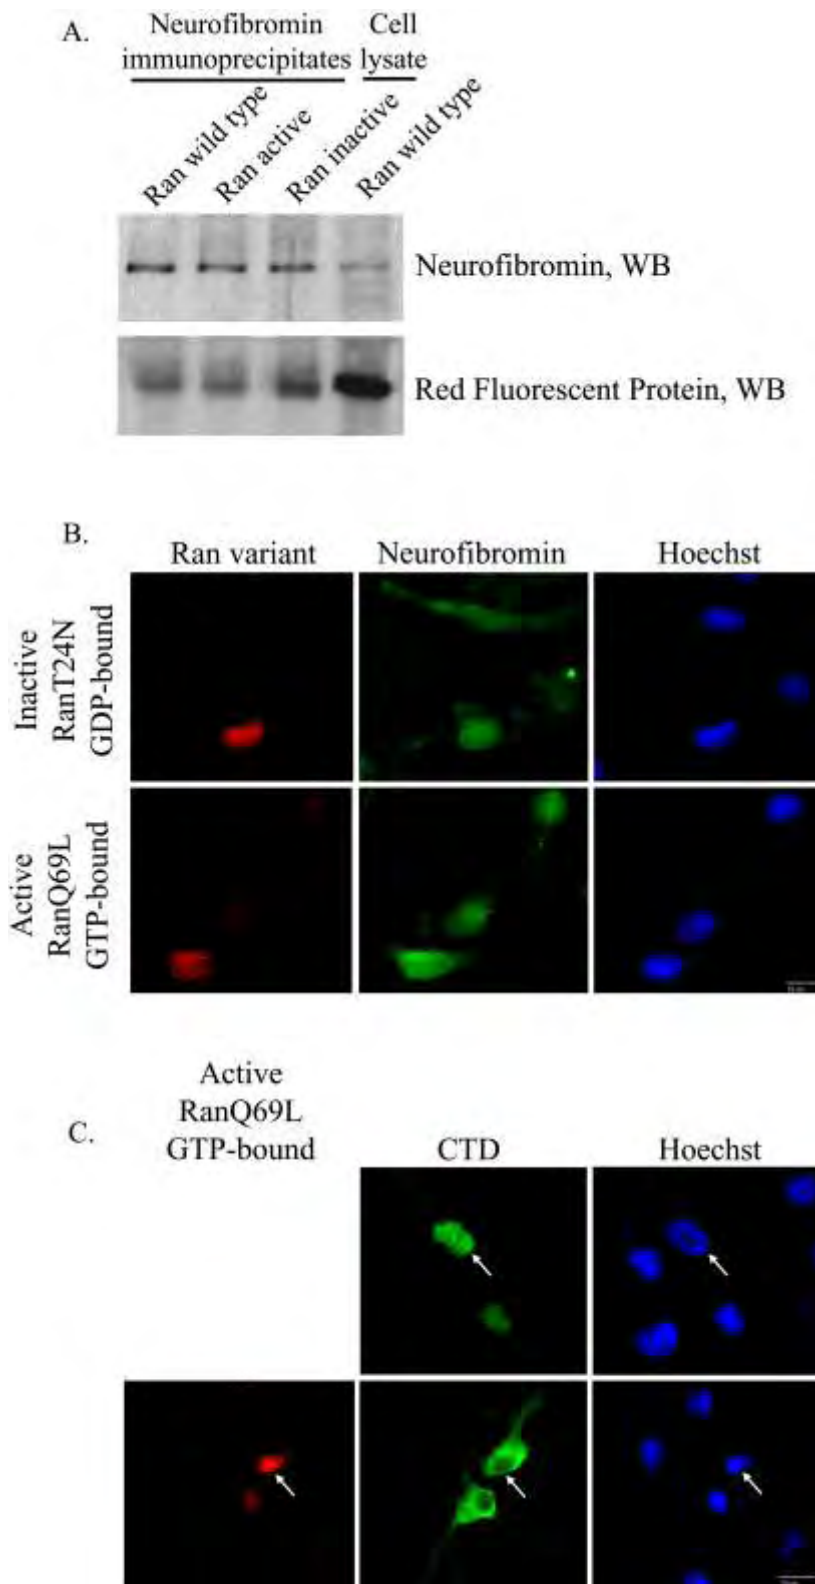 A.
Neurofibromin
immunoprecipitates
Cell
lysate
Ran wild type
Ran active
Ran inactive
Ran wild type
Neurofibromin, WB
Red Fluorescent Protein, WB
B.
Ran variant
Neurofibromin
Hoechst
Inactive
RanT24N
GDP-bound
Active
RanQ69L
GTP-bound
C.
Active
RanQ69L
GTP-bound
CTD
Hoechst